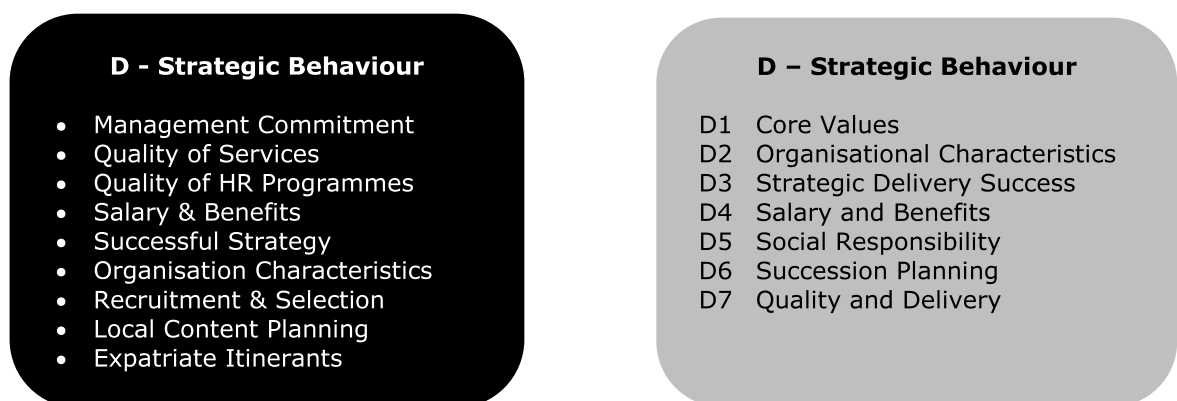 D - Strategic Behaviour
• Management Commitment
• Quality of Services
• Quality of HR Programmes
• Salary & Benefits
• Successful Strategy
• Organisation Characteristics
• Recruitment & Selection
• Local Content Planning
• Expatriate Itinerants
D – Strategic Behaviour
D1 Core Values
D2 Organisational Characteristics
D3 Strategic Delivery Success
D4 Salary and Benefits
D5 Social Responsibility
D6 Succession Planning
D7 Quality and Delivery